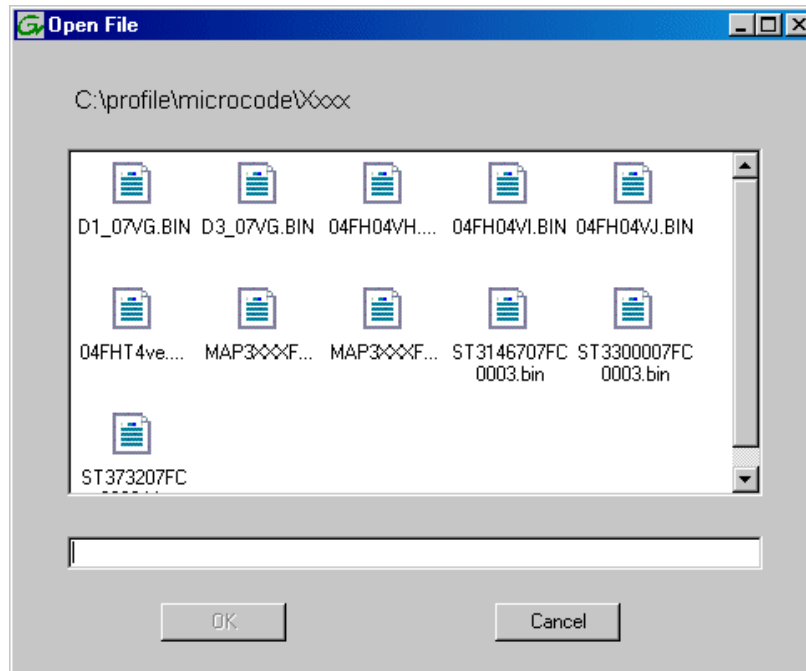 Open File
C:\profile\microcode\Xxxx
D1_07VG.BIN D3_07VG.BIN 04FH04VH.... 04FH04VI.BIN 04FH04VJ.BIN
04FHT4ve.... MAP3XXXF... MAP3XXXF... ST3146707FC ST3300007FC
0003.bin 0003.bin
ST373207FC
OK Cancel